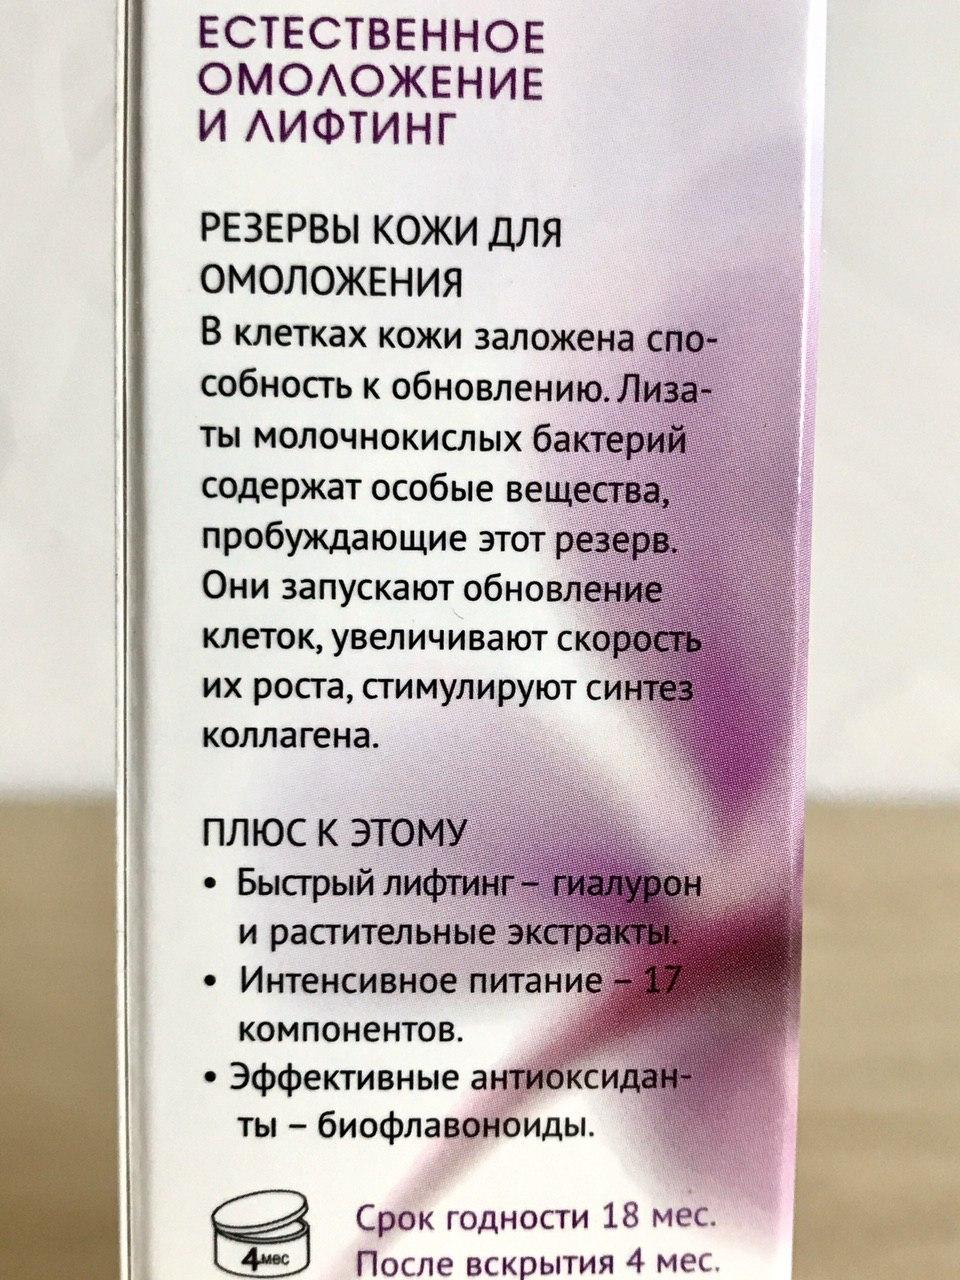 ЕСТЕСТВЕННОЕ
ОМОЛОЖЕНИЕ
И ЛИФТИНГ
РЕЗЕРВЫ КОЖИ ДЛЯ
ОМОЛОЖЕНИЯ
В клетках кожи заложена спо-
собность к обновлению. Лиза-
ты молочнокислых бактерий
содержат особые вещества,
пробуждающие этот резерв.
Они запускают обновление
клеток, увеличивают скорость
их роста, стимулируют синтез
коллагена.
ПЛЮС К ЭТОМУ
• Быстрый лифтинг – гиалурон
и растительные экстракты.
• Интенсивное питание – 17
компонентов.
• Эффективные антиоксидан-
ты – биофлавоноиды.
Срок годности 18 мес.
4 мес После вскрытия 4 мес.